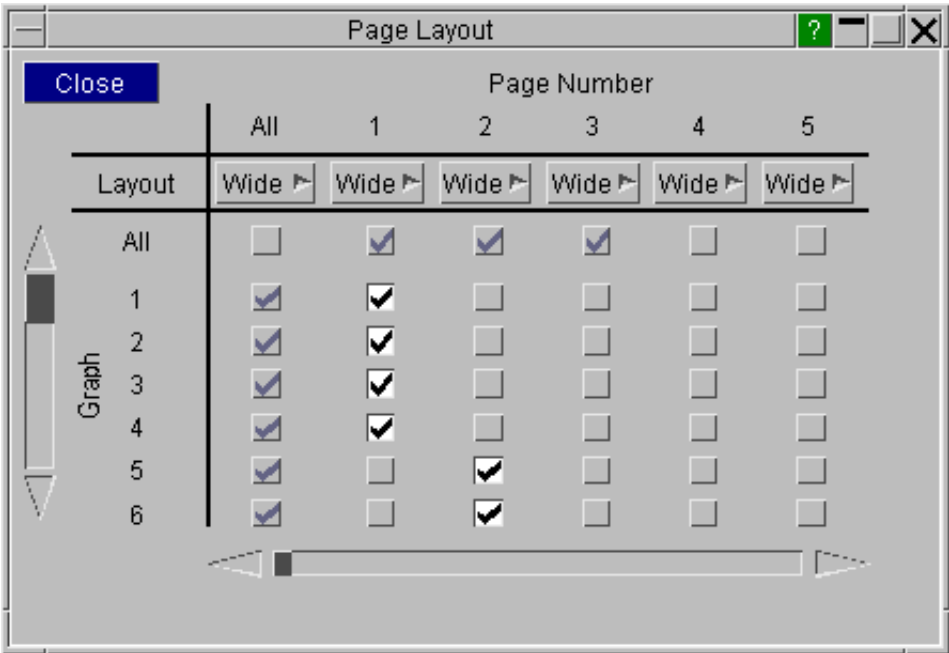 Page Layout ?
Close Page Number
All 1 2 3 4 5
Layout Wide Wide Wide Wide Wide Wide
All
1
2
Graph
3
4
5
6